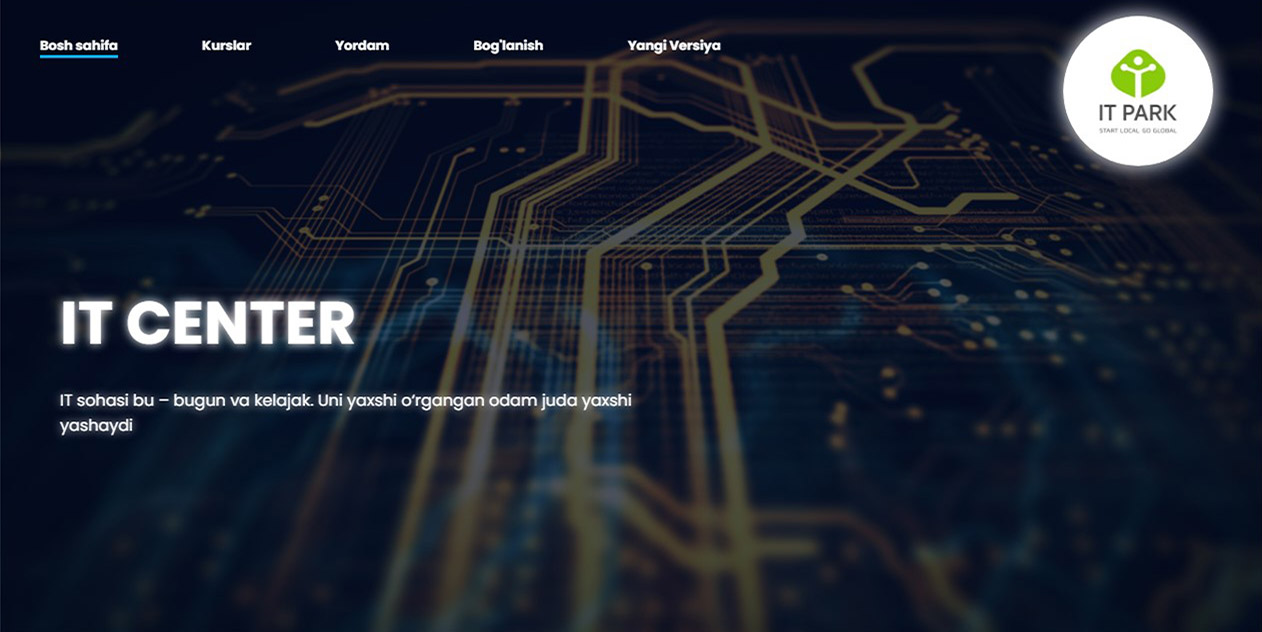 Bosh sahifa Kurslar Yordam Bog'lanish Yangi Versiya
IT PARK
START LOCAL GO GLOBAL
IT CENTER
IT sohasi bu – bugun va kelajak. Uni yaxshi o‘rgangan odam juda yaxshi
yashaydi